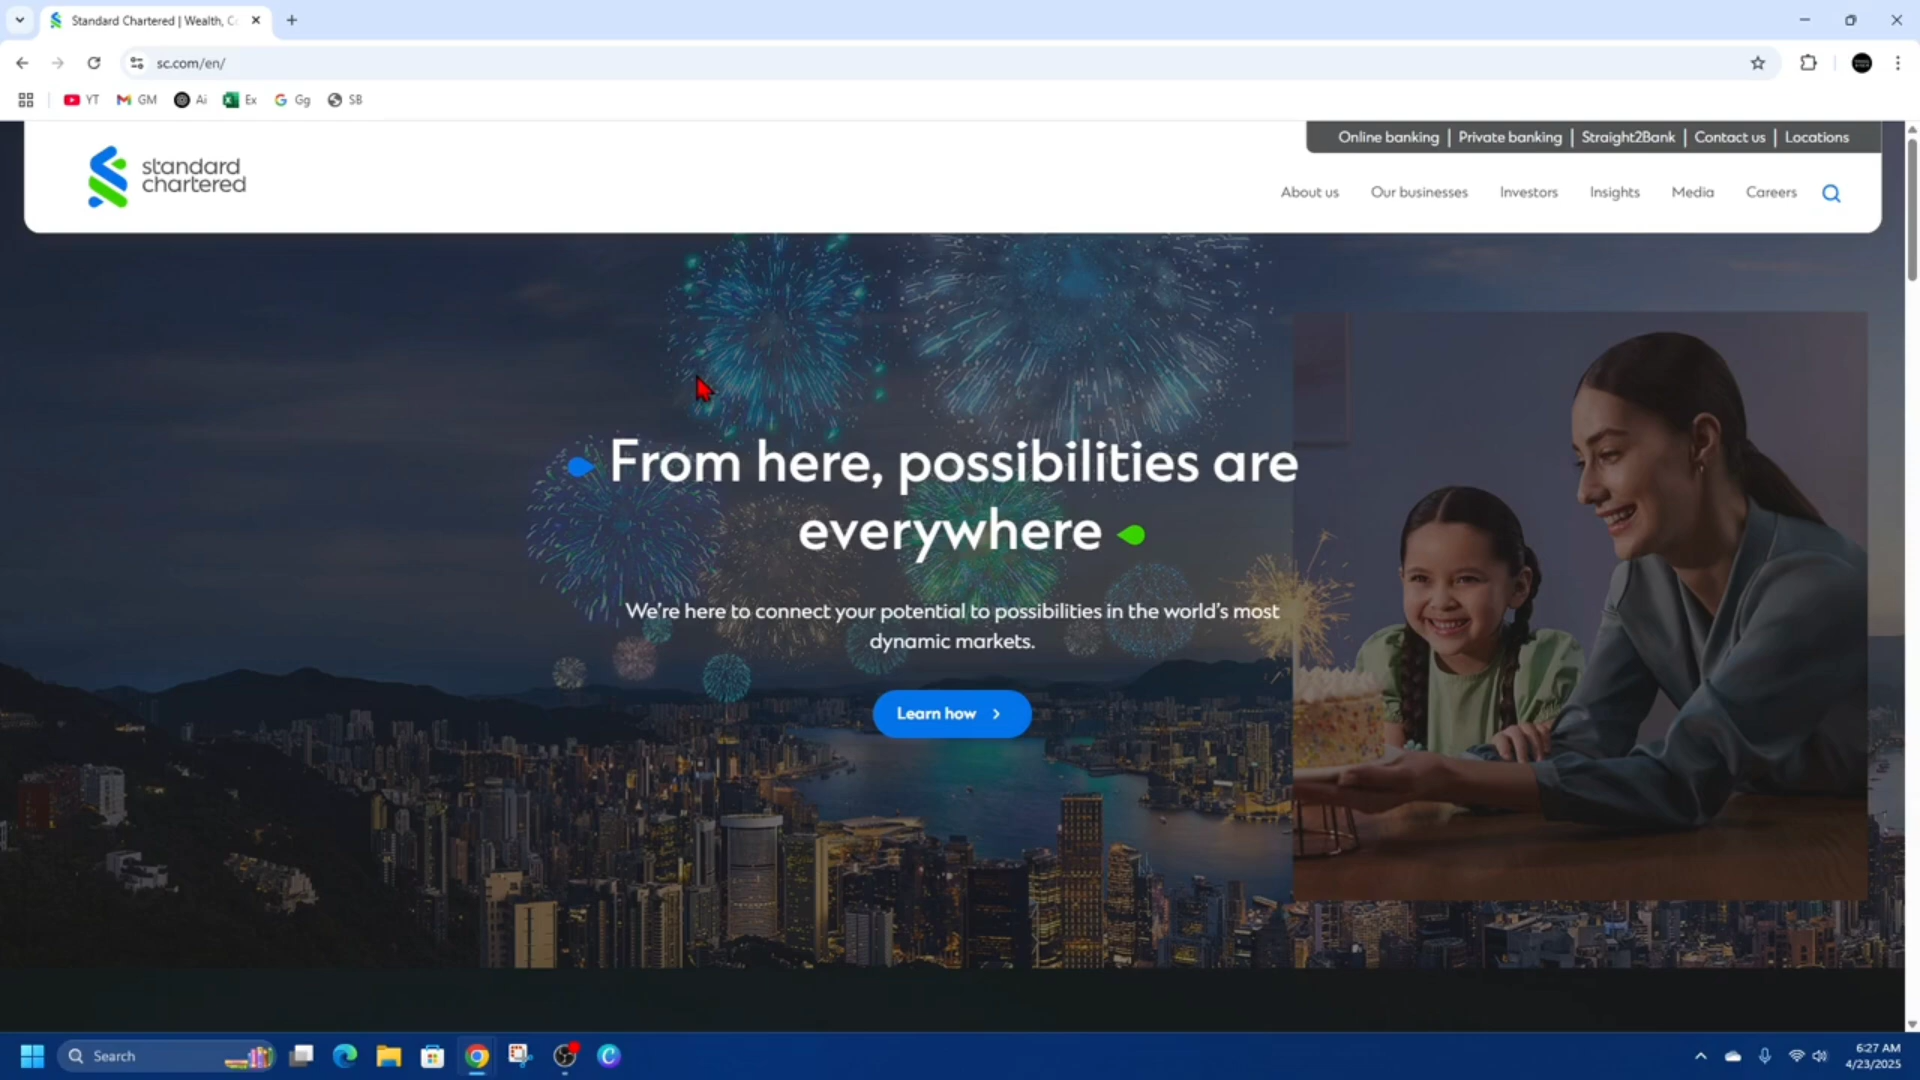 Standard Chartered | Wealth, C
sc.com/en/
YT GM Ai Ex Gg SB
Online banking | Private banking | Straight2Bank | Contact us | Locations
standard
chartered
About us Our businesses Investors Insights Media Careers
From here, possibilities are
everywhere
We're here to connect your potential to possibilities in the world's most
dynamic markets.
Learn how
Search
6:27 AM
4/23/2025